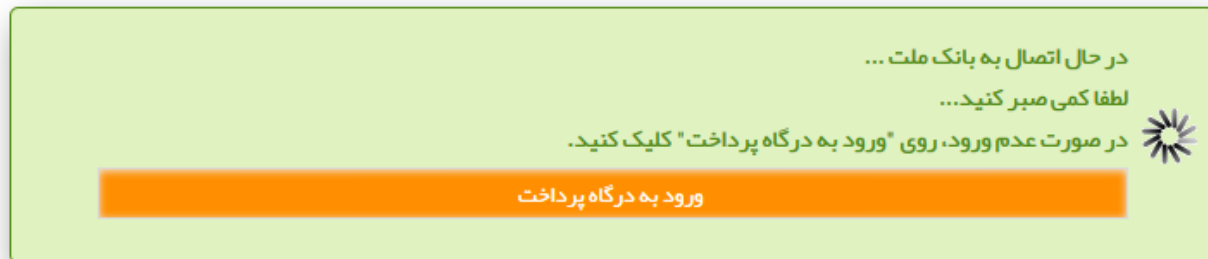 در حال اتصال به بانک ملت ...
لطفا کمی صبر کنید...
در صورت عدم ورود، روی "ورود به درگاه پرداخت" کلیک کنید.
ورود به درگاه پرداخت